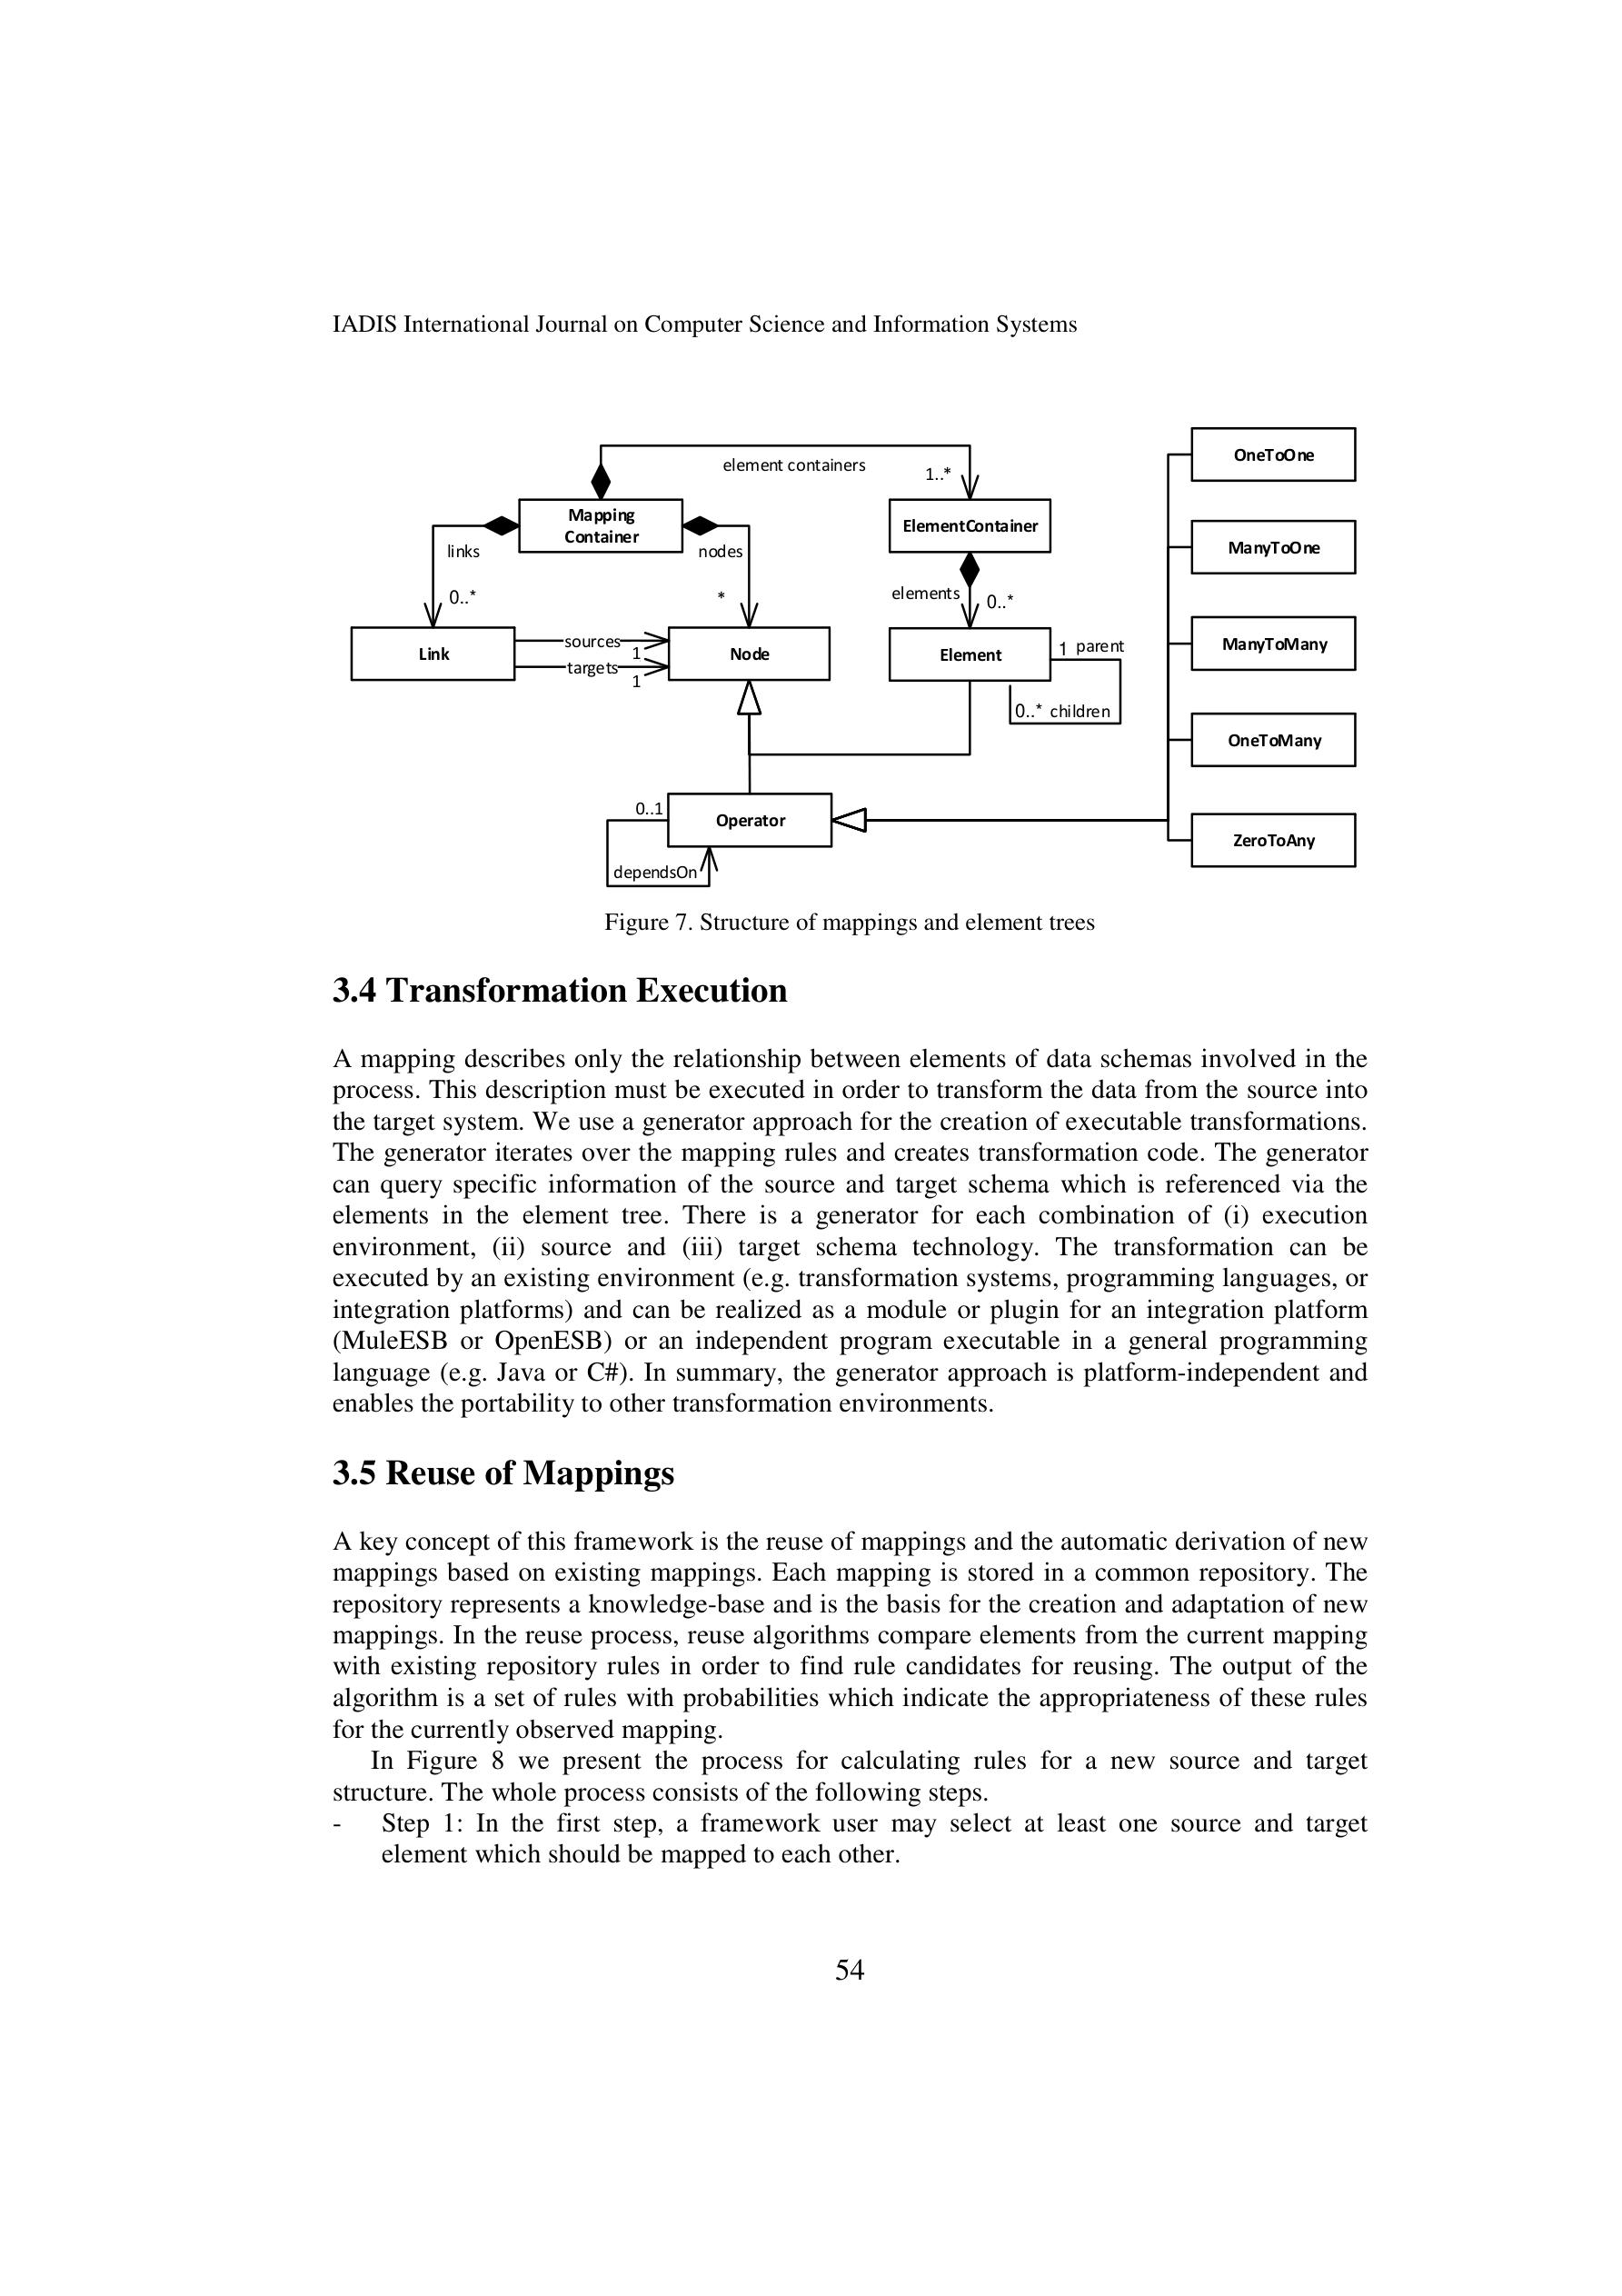 IADIS International Journal on Computer Science and Information Systems
element containers
1..*
OneToOne
Mapping
Container
ElementContainer
ManyToOne
links
nodes
0..*
*
elements
0..*
Link
sources
1
targets
1
Node
Element
1 parent
0..* children
ManyToMany
OneToMany
0..1
Operator
dependsOn
ZeroToAny
Figure 7. Structure of mappings and element trees
3.4 Transformation Execution
A mapping describes only the relationship between elements of data schemas involved in the
process. This description must be executed in order to transform the data from the source into
the target system. We use a generator approach for the creation of executable transformations.
The generator iterates over the mapping rules and creates transformation code. The generator
can query specific information of the source and target schema which is referenced via the
elements in the element tree. There is a generator for each combination of (i) execution
environment, (ii) source and (iii) target schema technology. The transformation can be
executed by an existing environment (e.g. transformation systems, programming languages, or
integration platforms) and can be realized as a module or plugin for an integration platform
(MuleESB or OpenESB) or an independent program executable in a general programming
language (e.g. Java or C#). In summary, the generator approach is platform-independent and
enables the portability to other transformation environments.
3.5 Reuse of Mappings
A key concept of this framework is the reuse of mappings and the automatic derivation of new
mappings based on existing mappings. Each mapping is stored in a common repository. The
repository represents a knowledge-base and is the basis for the creation and adaptation of new
mappings. In the reuse process, reuse algorithms compare elements from the current mapping
with existing repository rules in order to find rule candidates for reusing. The output of the
algorithm is a set of rules with probabilities which indicate the appropriateness of these rules
for the currently observed mapping.
In Figure 8 we present the process for calculating rules for a new source and target
structure. The whole process consists of the following steps.
- Step 1: In the first step, a framework user may select at least one source and target
element which should be mapped to each other.
54